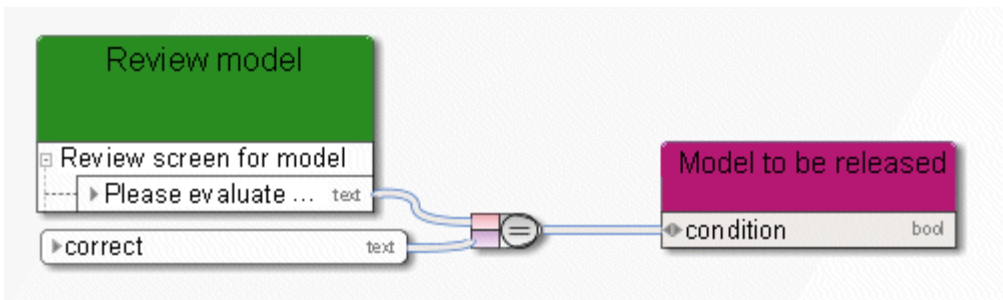 Review model
Review screen for model
Please evaluate ... text
correct text
=
Model to be released
condition bool